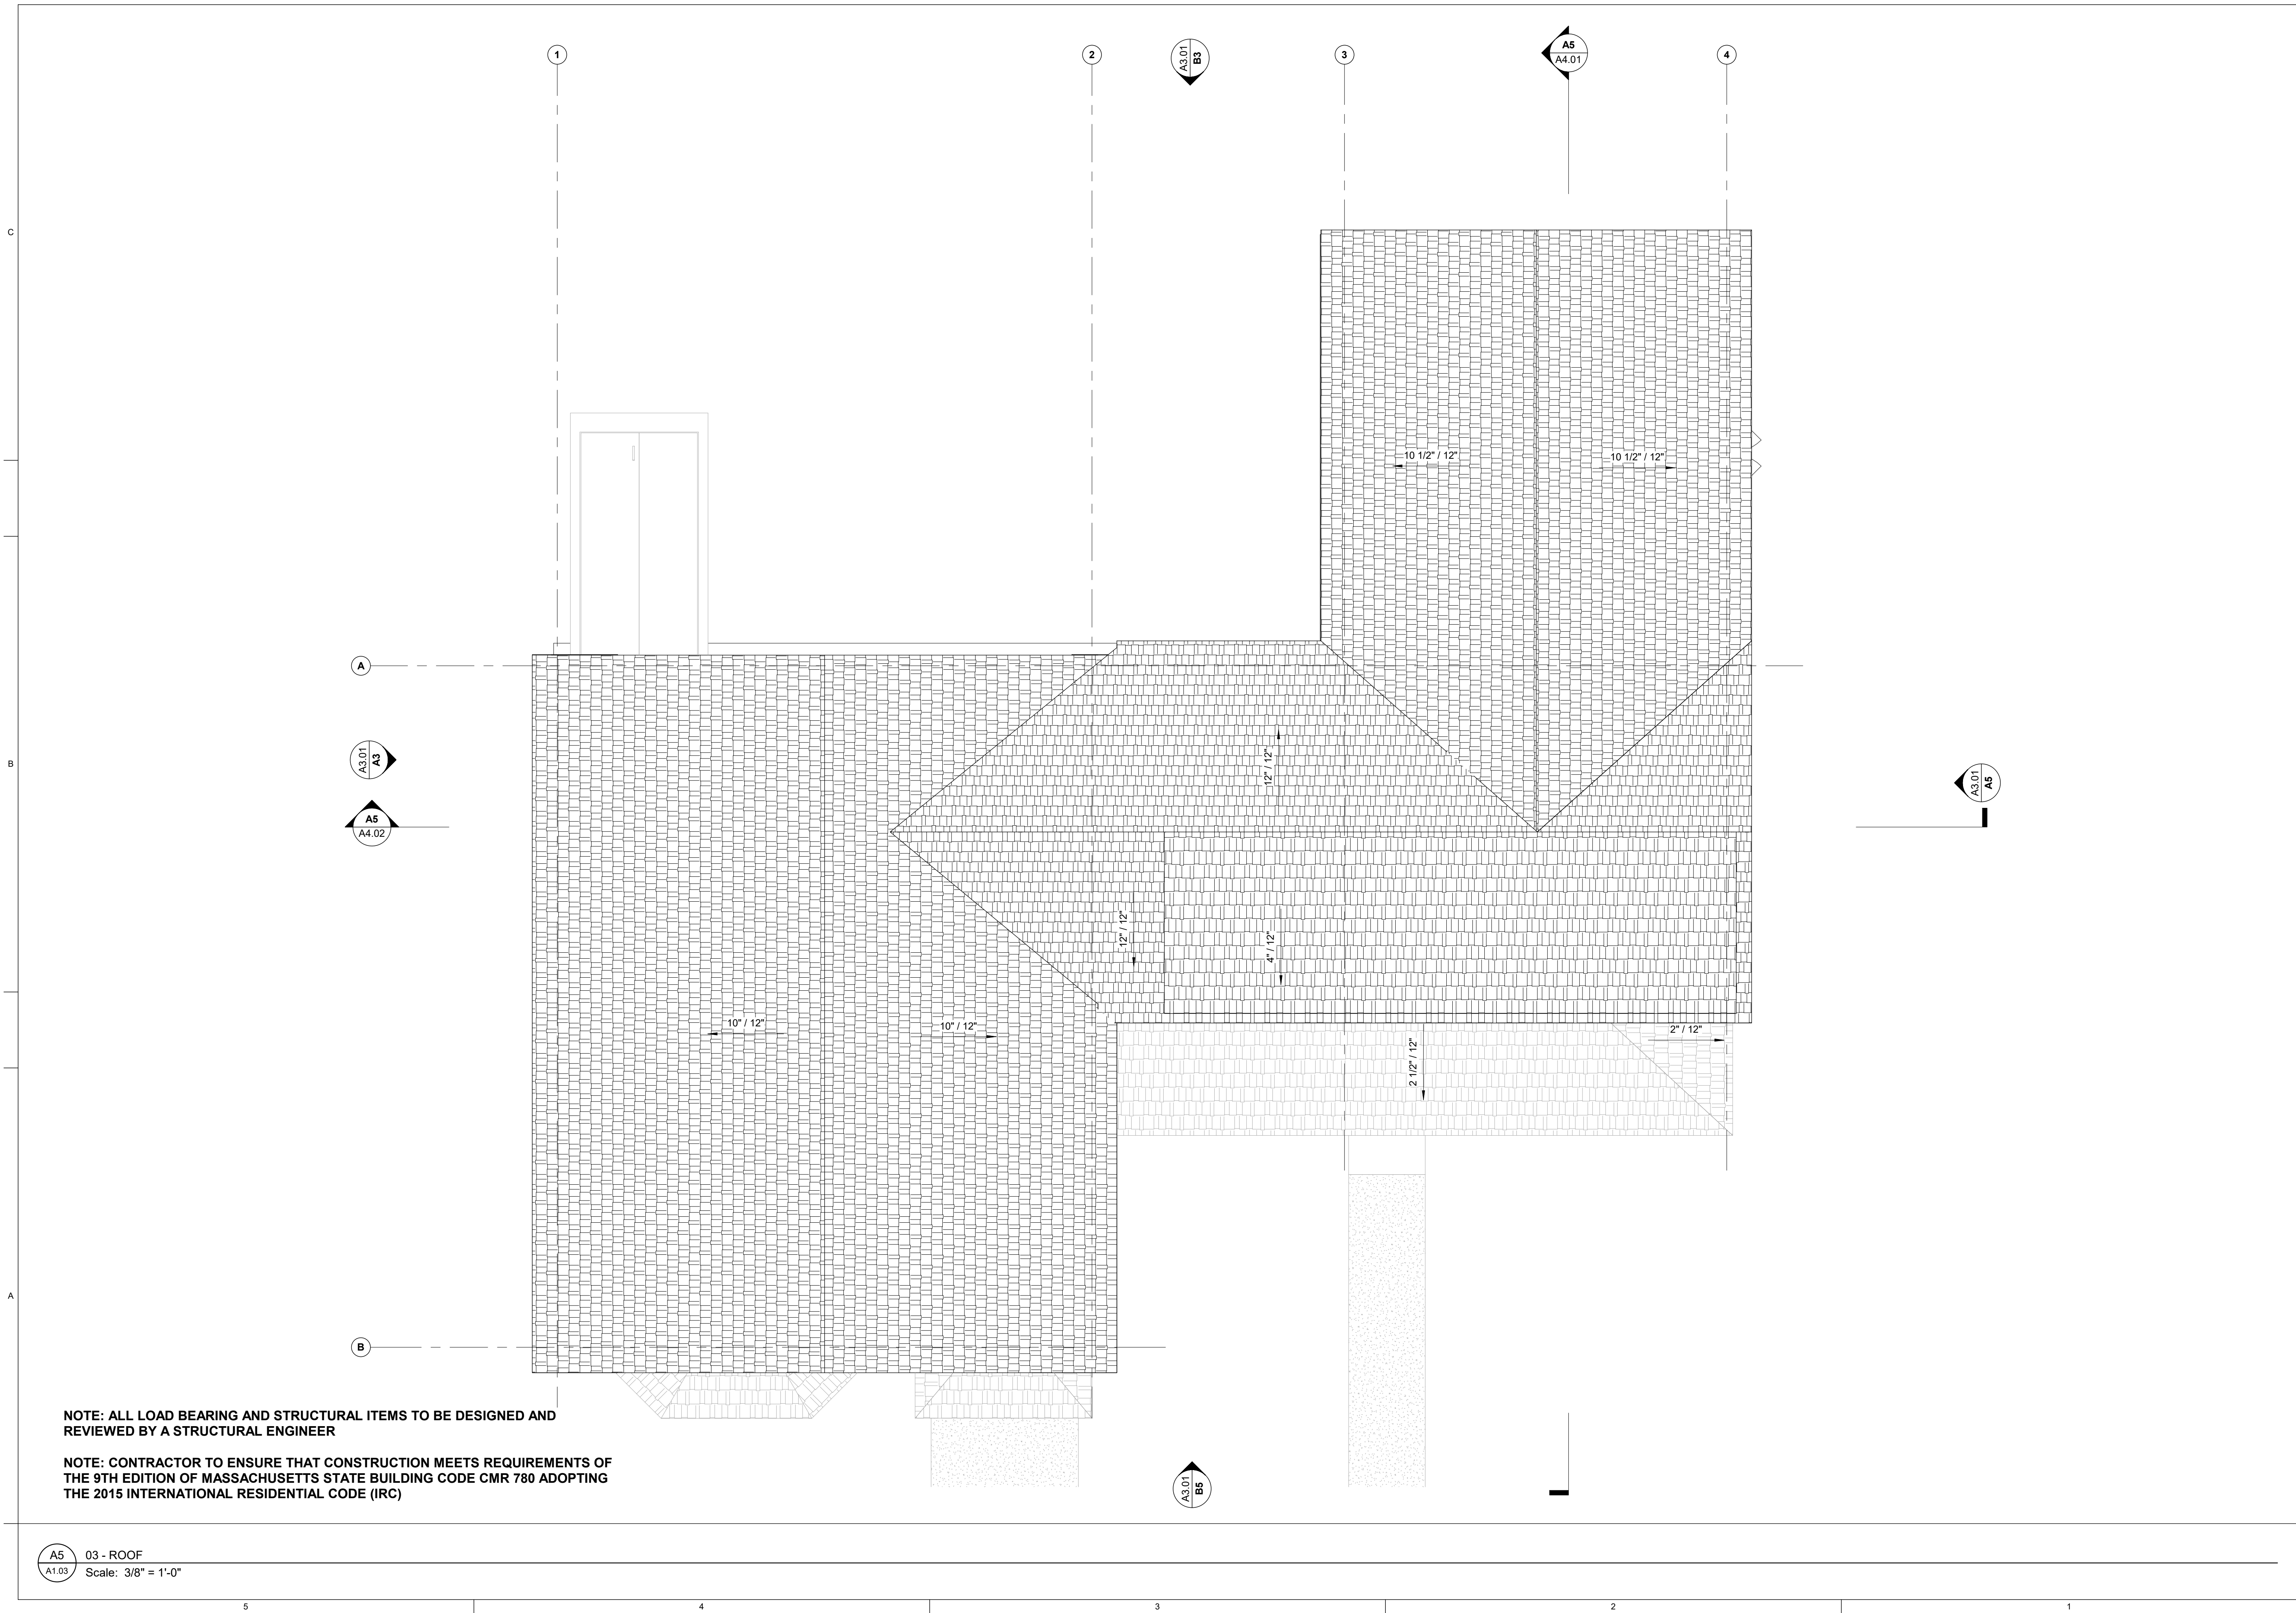 1
2
A3.01
B3
3
A5
A4.01
4
C
10 1/2" / 12"
10 1/2" / 12"
A
A3.01
A3
B
12" / 12"
A3.01
A5
A5
A4.02
12" / 12"
4" / 12"
10" / 12"
10" / 12"
2" / 12"
2 1/2" / 12"
A
B
NOTE: ALL LOAD BEARING AND STRUCTURAL ITEMS TO BE DESIGNED AND
REVIEWED BY A STRUCTURAL ENGINEER
NOTE: CONTRACTOR TO ENSURE THAT CONSTRUCTION MEETS REQUIREMENTS OF
THE 9TH EDITION OF MASSACHUSETTS STATE BUILDING CODE CMR 780 ADOPTING
THE 2015 INTERNATIONAL RESIDENTIAL CODE (IRC)
A3.01
B5
A5
A1.03
03 - ROOF
Scale: 3/8" = 1'-0"
5
4
3
2
1